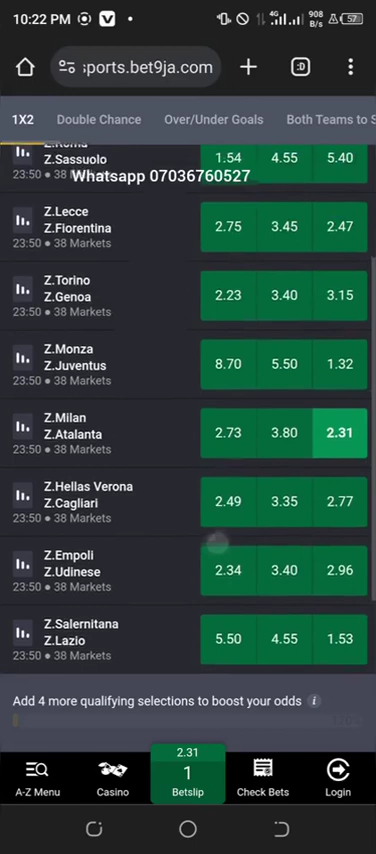 10:22 PM
4G
908
B/s
57
sports.bet9ja.com
:D
1X2 Double Chance Over/Under Goals Both Teams to S
Z.Roma
Z.Sassuolo
23:50 • 38 Markets
1.54 4.55 5.40
Whatsapp 07036760527
Z.Lecce
Z.Fiorentina
23:50 • 38 Markets
2.75 3.45 2.47
Z.Torino
Z.Genoa
23:50 • 38 Markets
2.23 3.40 3.15
Z.Monza
Z.Juventus
23:50 • 38 Markets
8.70 5.50 1.32
Z.Milan
Z.Atalanta
23:50 • 38 Markets
2.73 3.80 2.31
Z.Hellas Verona
Z.Cagliari
23:50 • 38 Markets
2.49 3.35 2.77
Z.Empoli
Z.Udinese
23:50 • 38 Markets
2.34 3.40 2.96
Z.Salernitana
Z.Lazio
23:50 • 38 Markets
5.50 4.55 1.53
Add 4 more qualifying selections to boost your odds
2.31
1
A-Z Menu Casino Betslip Check Bets Login